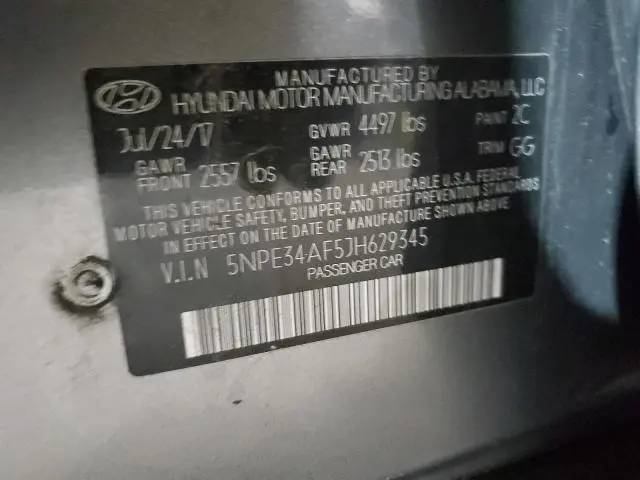 MANUFACTURED BY
HYUNDAI MOTOR MANUFACTURING ALABAMA, LLC
Jul/24/17 GVWR 4497 lbs PAINT 2C
GAWR FRONT 2557 lbs GAWR REAR 2513 lbs TRIM GG
THIS VEHICLE CONFORMS TO ALL APPLICABLE U.S.A. FEDERAL
MOTOR VEHICLE SAFETY, BUMPER, AND THEFT PREVENTION STANDARDS
IN EFFECT ON THE DATE OF MANUFACTURE SHOWN ABOVE.
V.I.N 5NPE34AF5JH629345
PASSENGER CAR